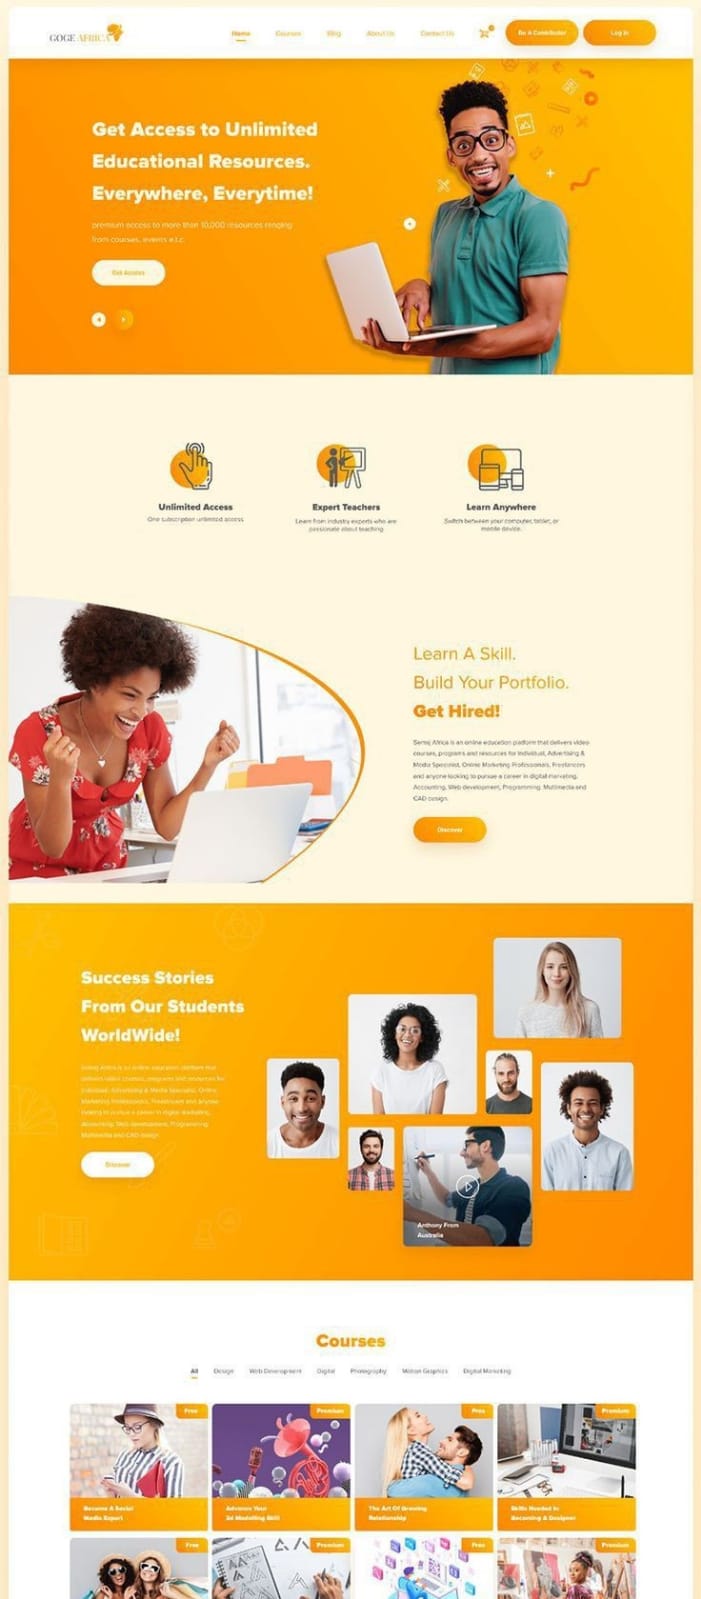 GOGE AFRICA
Home Courses Blog About Us Contact Us Be A Contributor Log In
Get Access to Unlimited
Educational Resources.
Everywhere, Everytime!
premium access to more than 10,000 resources ranging
from courses, events e.t.c
Get Access
Unlimited Access
One subscription unlimited access
Expert Teachers
Learn from industry experts who are
passionate about teaching
Learn Anywhere
Switch between your computer, tablet, or
mobile device.
Learn A Skill.
Build Your Portfolio.
Get Hired!
Africa is an online education platform that delivers video
courses, programs and resources for Individual, Advertising &
Media Specialist, Online Marketing Professionals, Freelancers
and anyone looking to pursue a career in digital marketing,
Accounting, Web development, Programming, Multimedia and
CAD design.
Discover
Success Stories
From Our Students
WorldWide!
Africa is an online education platform that
delivers video courses, programs and resources for
Individual, Advertising & Media Specialist, Online
Marketing Professionals, Freelancers and anyone
looking to pursue a career in digital marketing,
Accounting, Web development, Programming,
Multimedia and CAD design.
Discover
Anthony From
Australia
Courses
All Design Web Development Digital Photography Motion Graphics Digital Marketing
Free
Become A Social
Media Expert
Premium
Advance Your
3d Modelling Skill
Free
The Art Of Growing
Relationship
Premium
Skills Needed In
Becoming A Designer
Free
Premium
Free
Premium